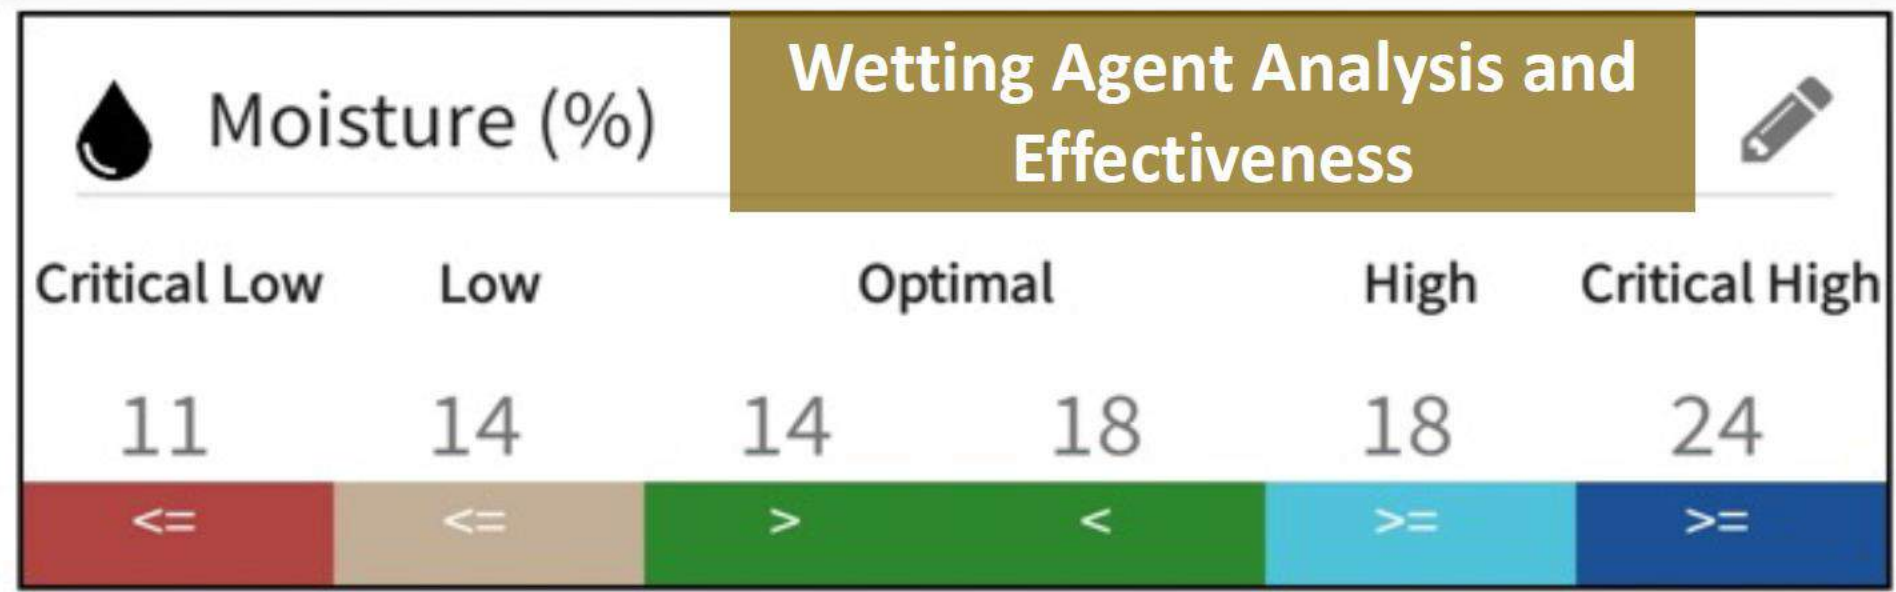 Moisture (%)
Wetting Agent Analysis and
Effectiveness
Critical Low Low Optimal High Critical High
11 14 14 18 18 24
<= <= > < >= >=